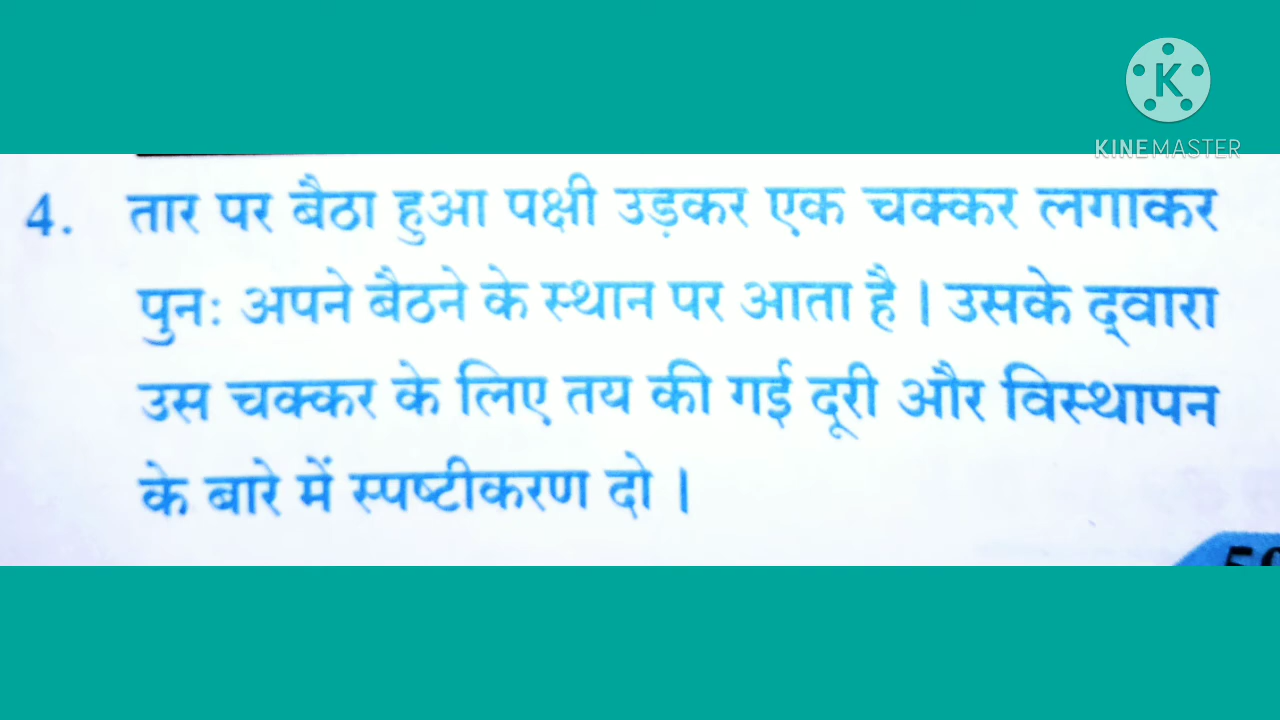 KINEMASTER
4. तार पर बैठा हुआ पक्षी उड़कर एक चक्कर लगाकर
पुनः अपने बैठने के स्थान पर आता है । उसके द्‌वारा
उस चक्कर के लिए तय की गई दूरी और विस्थापन
के बारे में स्पष्टीकरण दो ।